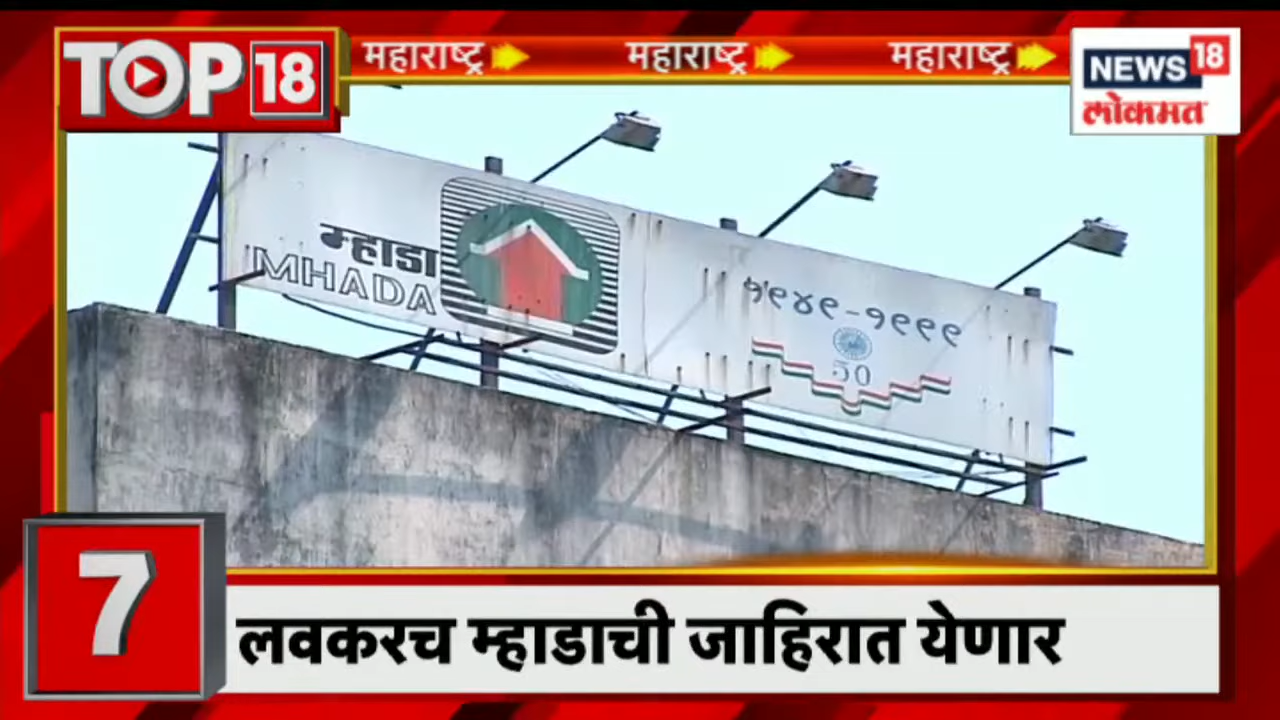 TOP 18
महाराष्ट्र महाराष्ट्र महाराष्ट्र
NEWS 18
लोकमत
म्हाडा
MHADA
१९४९-१९९९
50
7
लवकरच म्हाडाची जाहिरात येणार